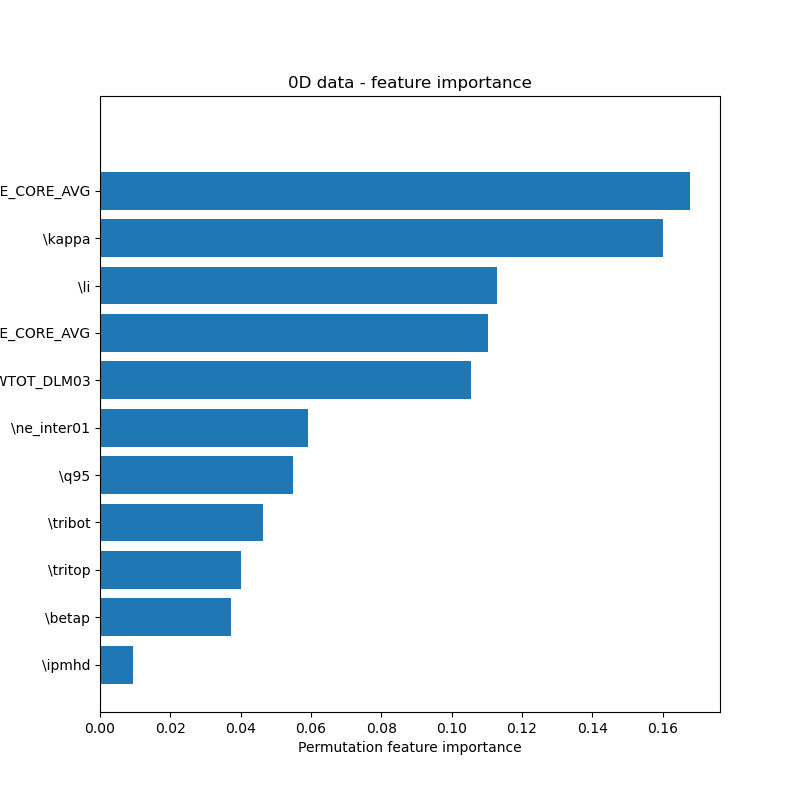 0D data - feature importance
E_CORE_AVG
\kappa
\li
E_CORE_AVG
WTOT_DLM03
\ne_inter01
\q95
\tribot
\tritop
\betap
\ipmhd
0.00 0.02 0.04 0.06 0.08 0.10 0.12 0.14 0.16
Permutation feature importance